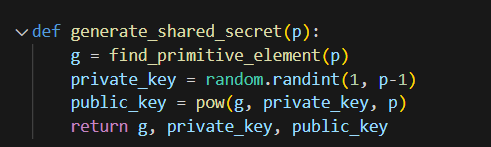 def generate_shared_secret(p):
    g = find_primitive_element(p)
    private_key = random.randint(1, p-1)
    public_key = pow(g, private_key, p)
    return g, private_key, public_key